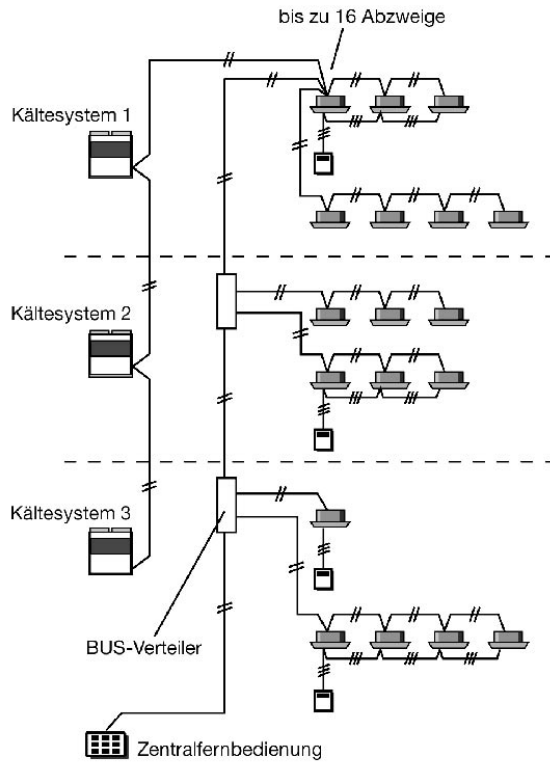 bis zu 16 Abzweige
Kältesystem 1
Kältesystem 2
Kältesystem 3
BUS-Verteiler
Zentralfernbedienung